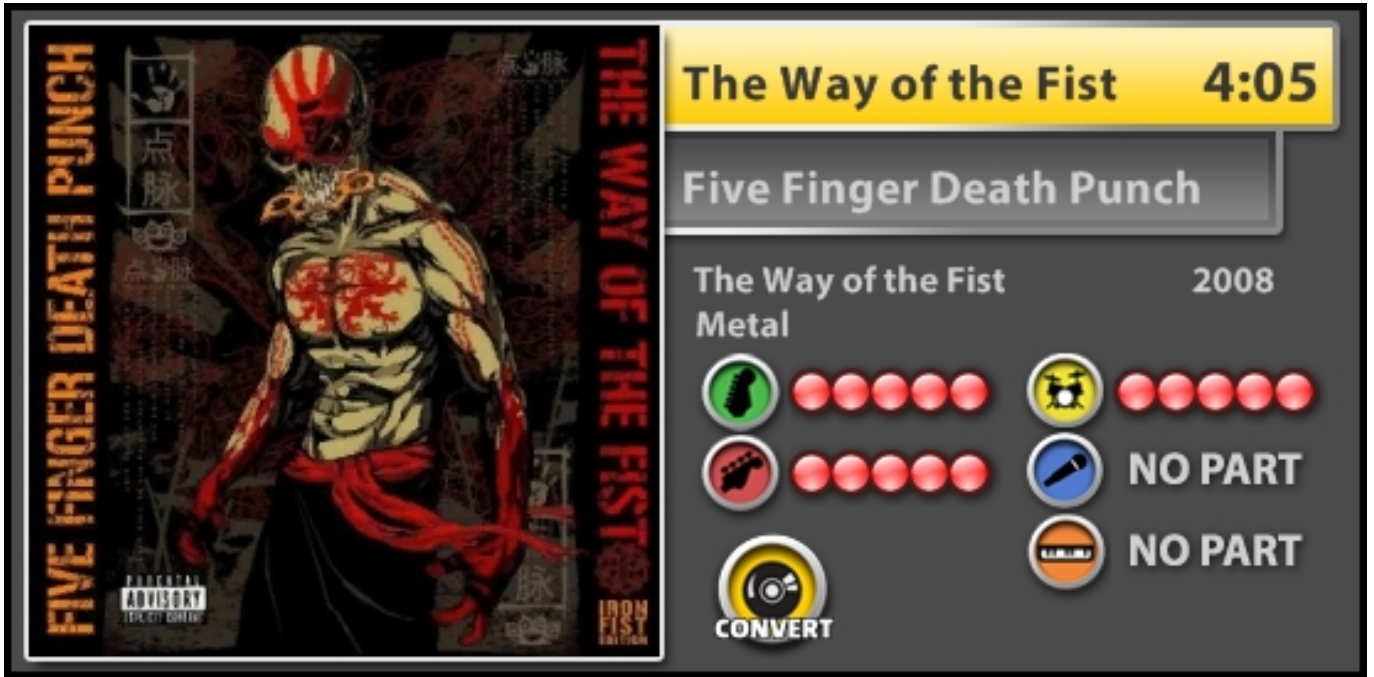 FIVE FINGER DEATH PUNCH
点
脈
THE WAY OF THE FIST
脈
PARENTAL
ADVISORY
EXPLICIT CONTENT
IRON
FIST
EDITION
The Way of the Fist 4:05
Five Finger Death Punch
The Way of the Fist 2008
Metal
NO PART
NO PART
CONVERT